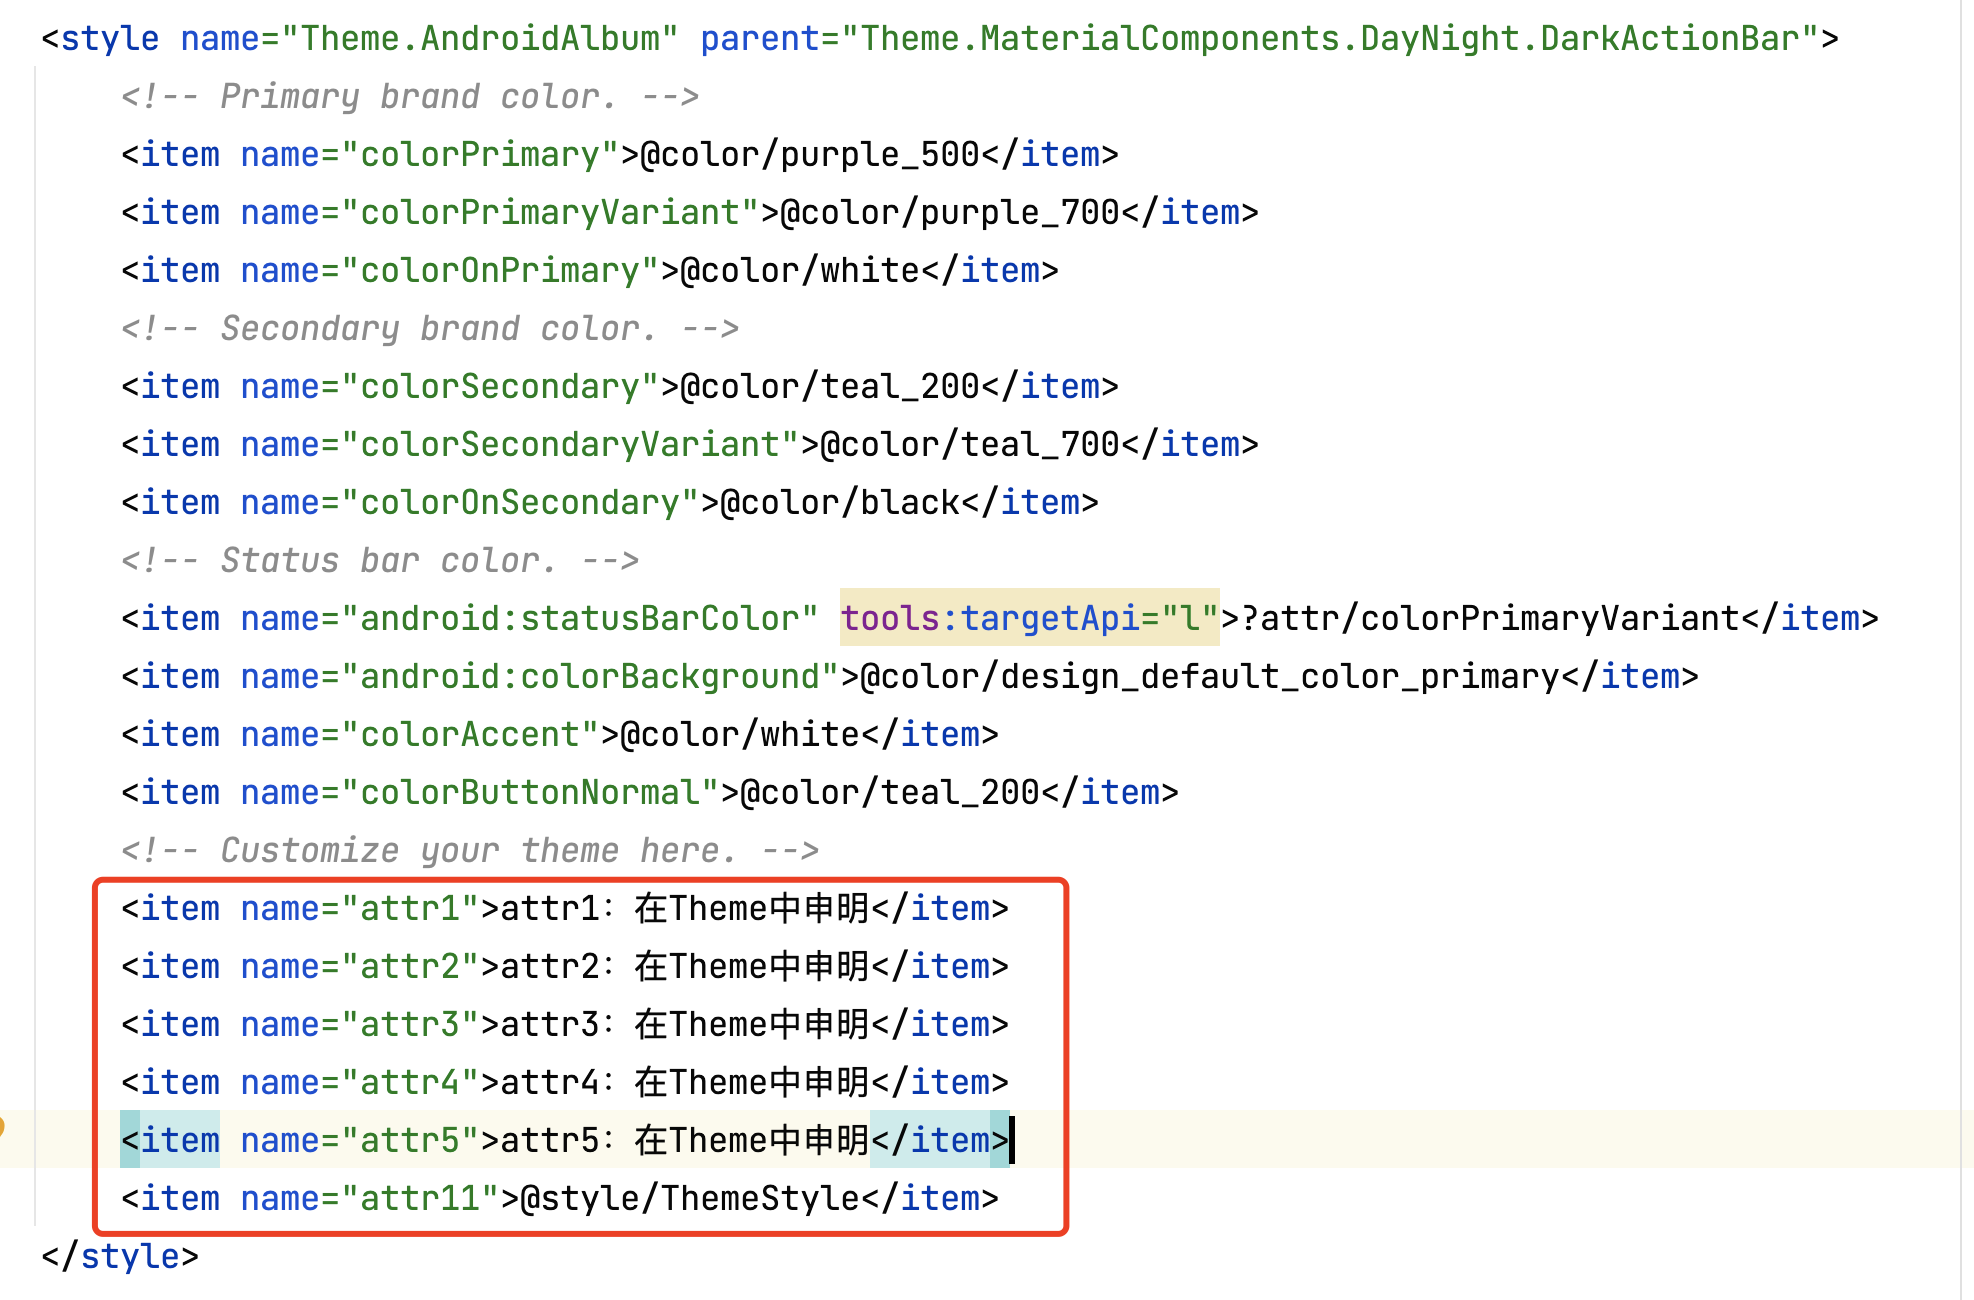 <style name="Theme.AndroidAlbum" parent="Theme.MaterialComponents.DayNight.DarkActionBar">
<!-- Primary brand color. -->
<item name="colorPrimary">@color/purple_500</item>
<item name="colorPrimaryVariant">@color/purple_700</item>
<item name="colorOnPrimary">@color/white</item>
<!-- Secondary brand color. -->
<item name="colorSecondary">@color/teal_200</item>
<item name="colorSecondaryVariant">@color/teal_700</item>
<item name="colorOnSecondary">@color/black</item>
<!-- Status bar color. -->
<item name="android:statusBarColor" tools:targetApi="l">?attr/colorPrimaryVariant</item>
<item name="android:colorBackground">@color/design_default_color_primary</item>
<item name="colorAccent">@color/white</item>
<item name="colorButtonNormal">@color/teal_200</item>
<!-- Customize your theme here. -->
<item name="attr1">attr1：在Theme中申明</item>
<item name="attr2">attr2：在Theme中申明</item>
<item name="attr3">attr3：在Theme中申明</item>
<item name="attr4">attr4：在Theme中申明</item>
<item name="attr5">attr5：在Theme中申明</item>
<item name="attr11">@style/ThemeStyle</item>
</style>